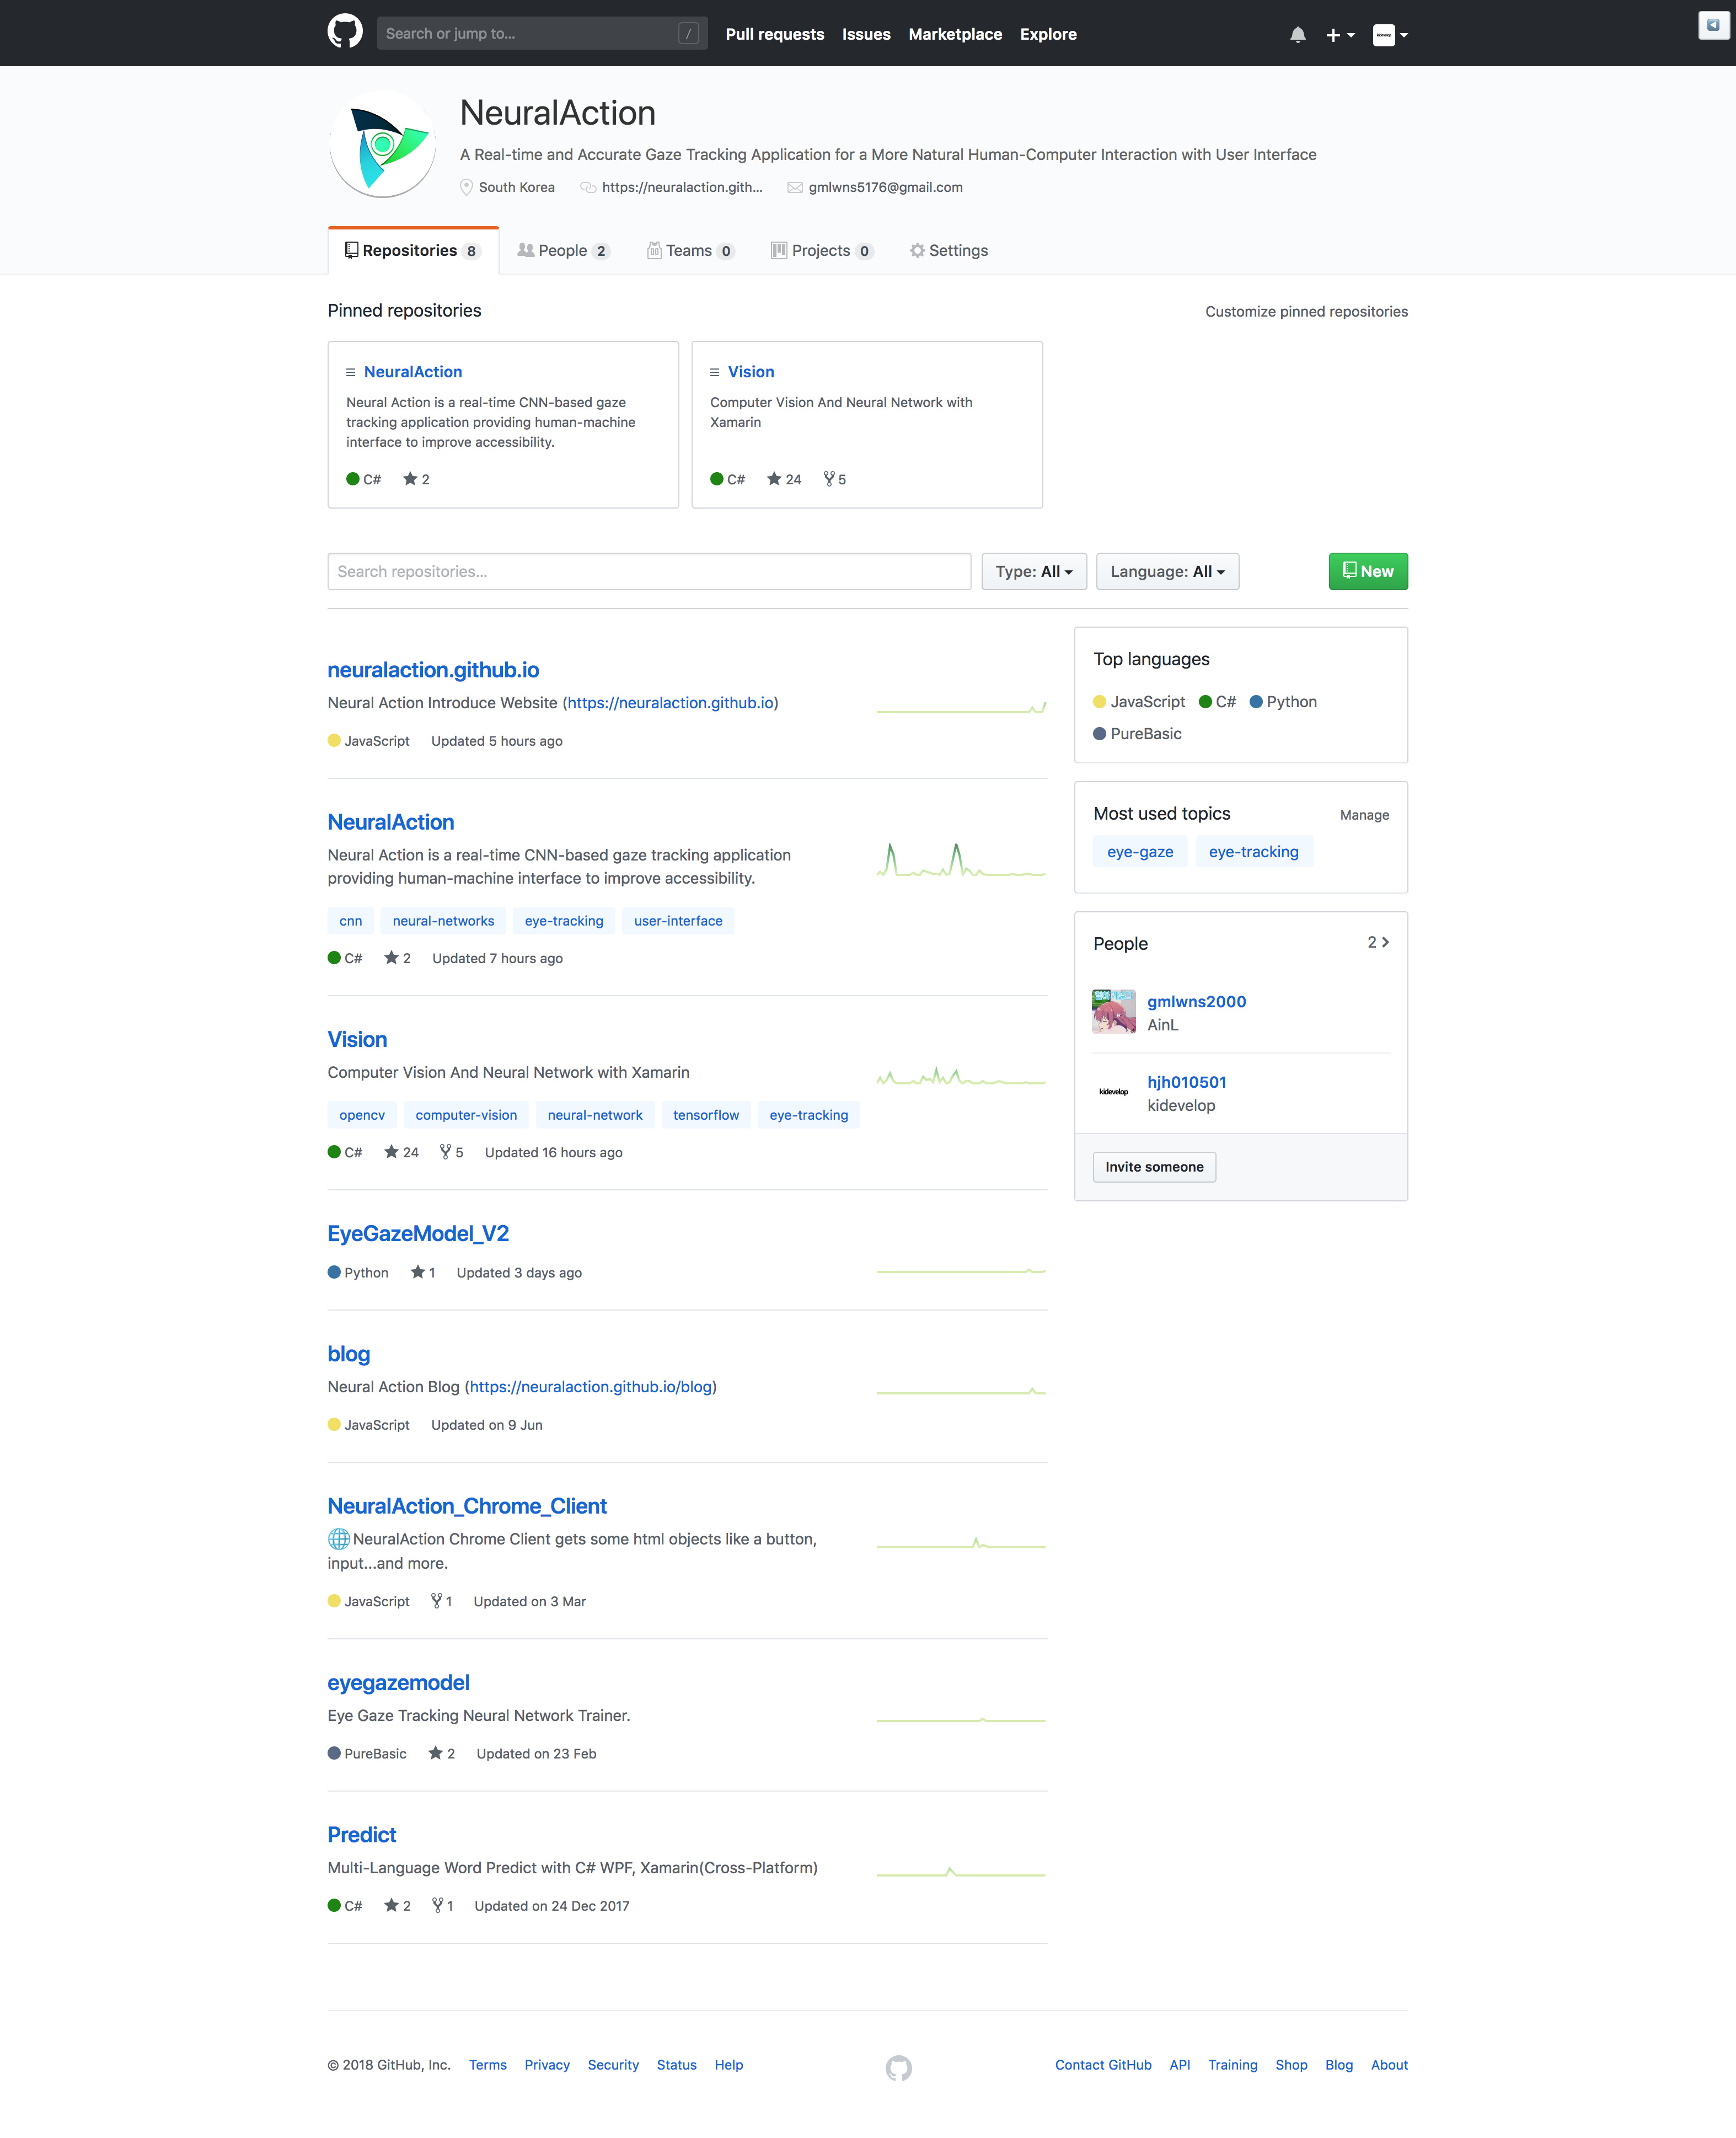 Search or jump to...
/
Pull requests
Issues
Marketplace
Explore
NeuralAction
A Real-time and Accurate Gaze Tracking Application for a More Natural Human-Computer Interaction with User Interface
South Korea
https://neuralaction.gith...
gmlwns5176@gmail.com
Repositories 8
People 2
Teams 0
Projects 0
Settings
Pinned repositories
Customize pinned repositories
NeuralAction
Neural Action is a real-time CNN-based gaze
tracking application providing human-machine
interface to improve accessibility.
C# 2
Vision
Computer Vision And Neural Network with
Xamarin
C# 24 5
Search repositories...
Type: All
Language: All
New
neuralaction.github.io
Neural Action Introduce Website (https://neuralaction.github.io)
JavaScript Updated 5 hours ago
NeuralAction
Neural Action is a real-time CNN-based gaze tracking application
providing human-machine interface to improve accessibility.
cnn neural-networks eye-tracking user-interface
C# 2 Updated 7 hours ago
Vision
Computer Vision And Neural Network with Xamarin
opencv computer-vision neural-network tensorflow eye-tracking
C# 24 5 Updated 16 hours ago
EyeGazeModel_V2
Python 1 Updated 3 days ago
blog
Neural Action Blog (https://neuralaction.github.io/blog)
JavaScript Updated on 9 Jun
NeuralAction_Chrome_Client
NeuralAction Chrome Client gets some html objects like a button,
input...and more.
JavaScript 1 Updated on 3 Mar
eyegazemodel
Eye Gaze Tracking Neural Network Trainer.
PureBasic 2 Updated on 23 Feb
Predict
Multi-Language Word Predict with C# WPF, Xamarin(Cross-Platform)
C# 2 1 Updated on 24 Dec 2017
Top languages
JavaScript C# Python
PureBasic
Most used topics
Manage
eye-gaze eye-tracking
People
2
gmlwns2000
AinL
kidevelop
hjh010501
kidevelop
Invite someone
© 2018 GitHub, Inc. Terms Privacy Security Status Help
Contact GitHub API Training Shop Blog About